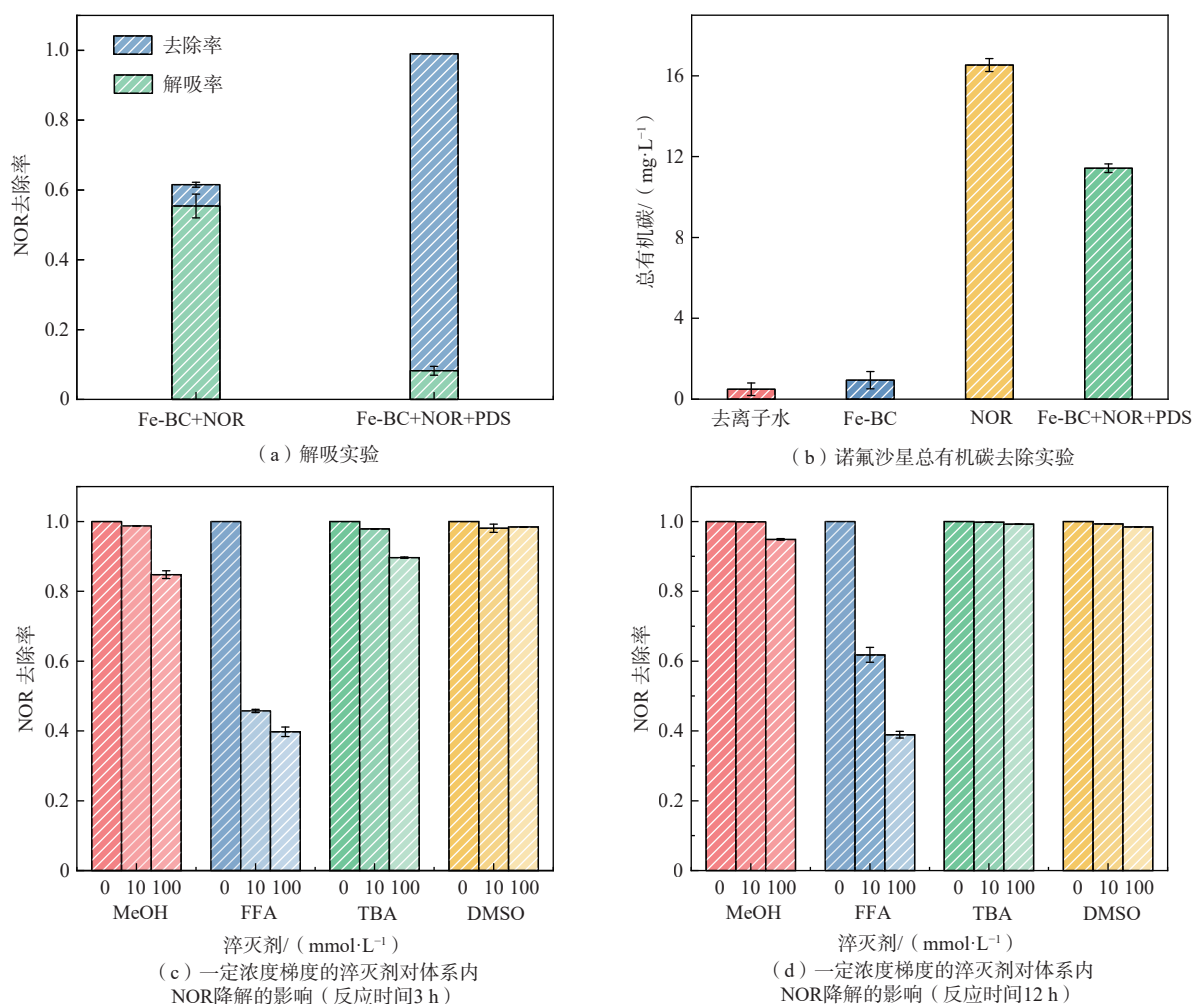 NOR去除率
1.0
0.8
0.6
0.4
0.2
0
去除率
解吸率
Fe-BC+NOR
Fe-BC+NOR+PDS
（a）解吸实验
总有机碳/（mg·L⁻¹）
16
12
8
4
0
去离子水
Fe-BC
NOR
Fe-BC+NOR+PDS
（b）诺氟沙星总有机碳去除实验
NOR 去除率
1.0
0.8
0.6
0.4
0.2
0
0 10 100 0 10 100 0 10 100 0 10 100
MeOH FFA TBA DMSO
淬灭剂/（mmol·L⁻¹）
（c）一定浓度梯度的淬灭剂对体系内
NOR降解的影响（反应时间3 h）
NOR 去除率
1.0
0.8
0.6
0.4
0.2
0
0 10 100 0 10 100 0 10 100 0 10 100
MeOH FFA TBA DMSO
淬灭剂/（mmol·L⁻¹）
（d）一定浓度梯度的淬灭剂对体系内
NOR降解的影响（反应时间12 h）